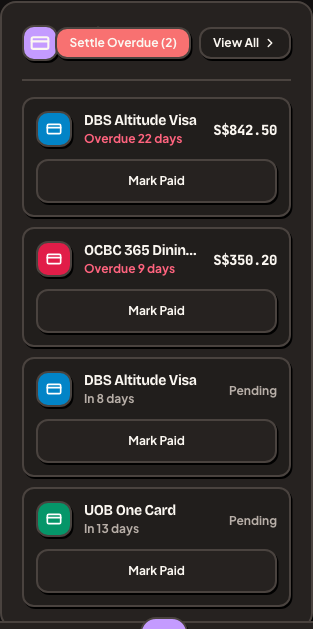 Settle Overdue (2)
View All
DBS Altitude Visa
S$842.50
Overdue 22 days
Mark Paid
OCBC 365 Dinin...
S$350.20
Overdue 9 days
Mark Paid
DBS Altitude Visa
Pending
In 8 days
Mark Paid
UOB One Card
Pending
In 13 days
Mark Paid